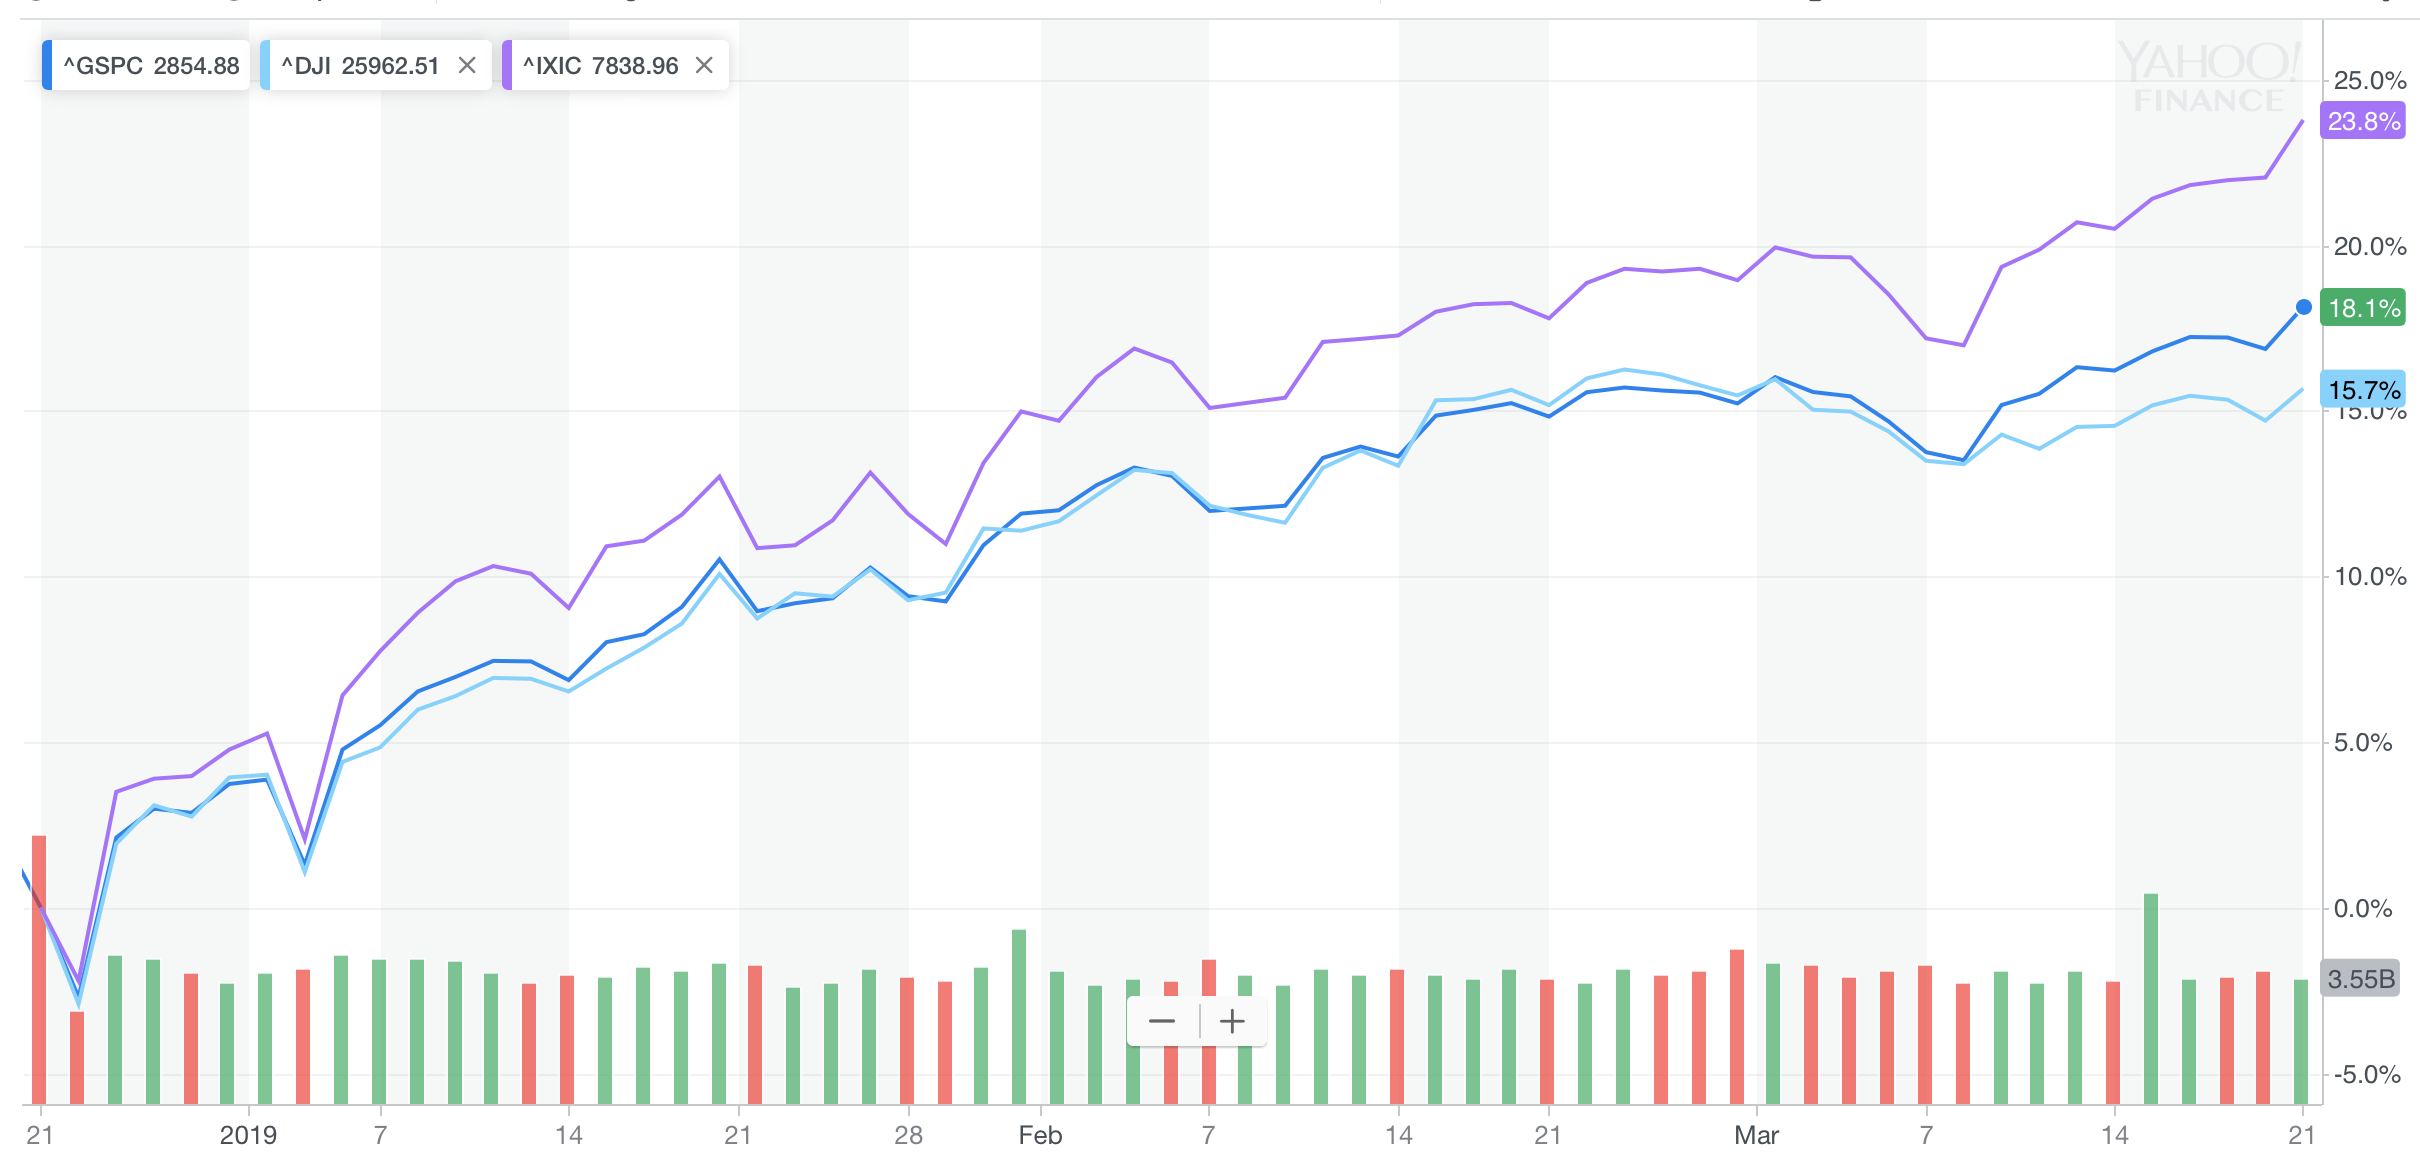 ^GSPC 2854.88 ^DJI 25962.51 ^IXIC 7838.96
YAHOO!
FINANCE
25.0%
23.8%
20.0%
18.1%
15.7%
15.0%
10.0%
5.0%
0.0%
3.55B
-5.0%
21 2019 7 14 21 28 Feb 7 14 21 Mar 7 14 21